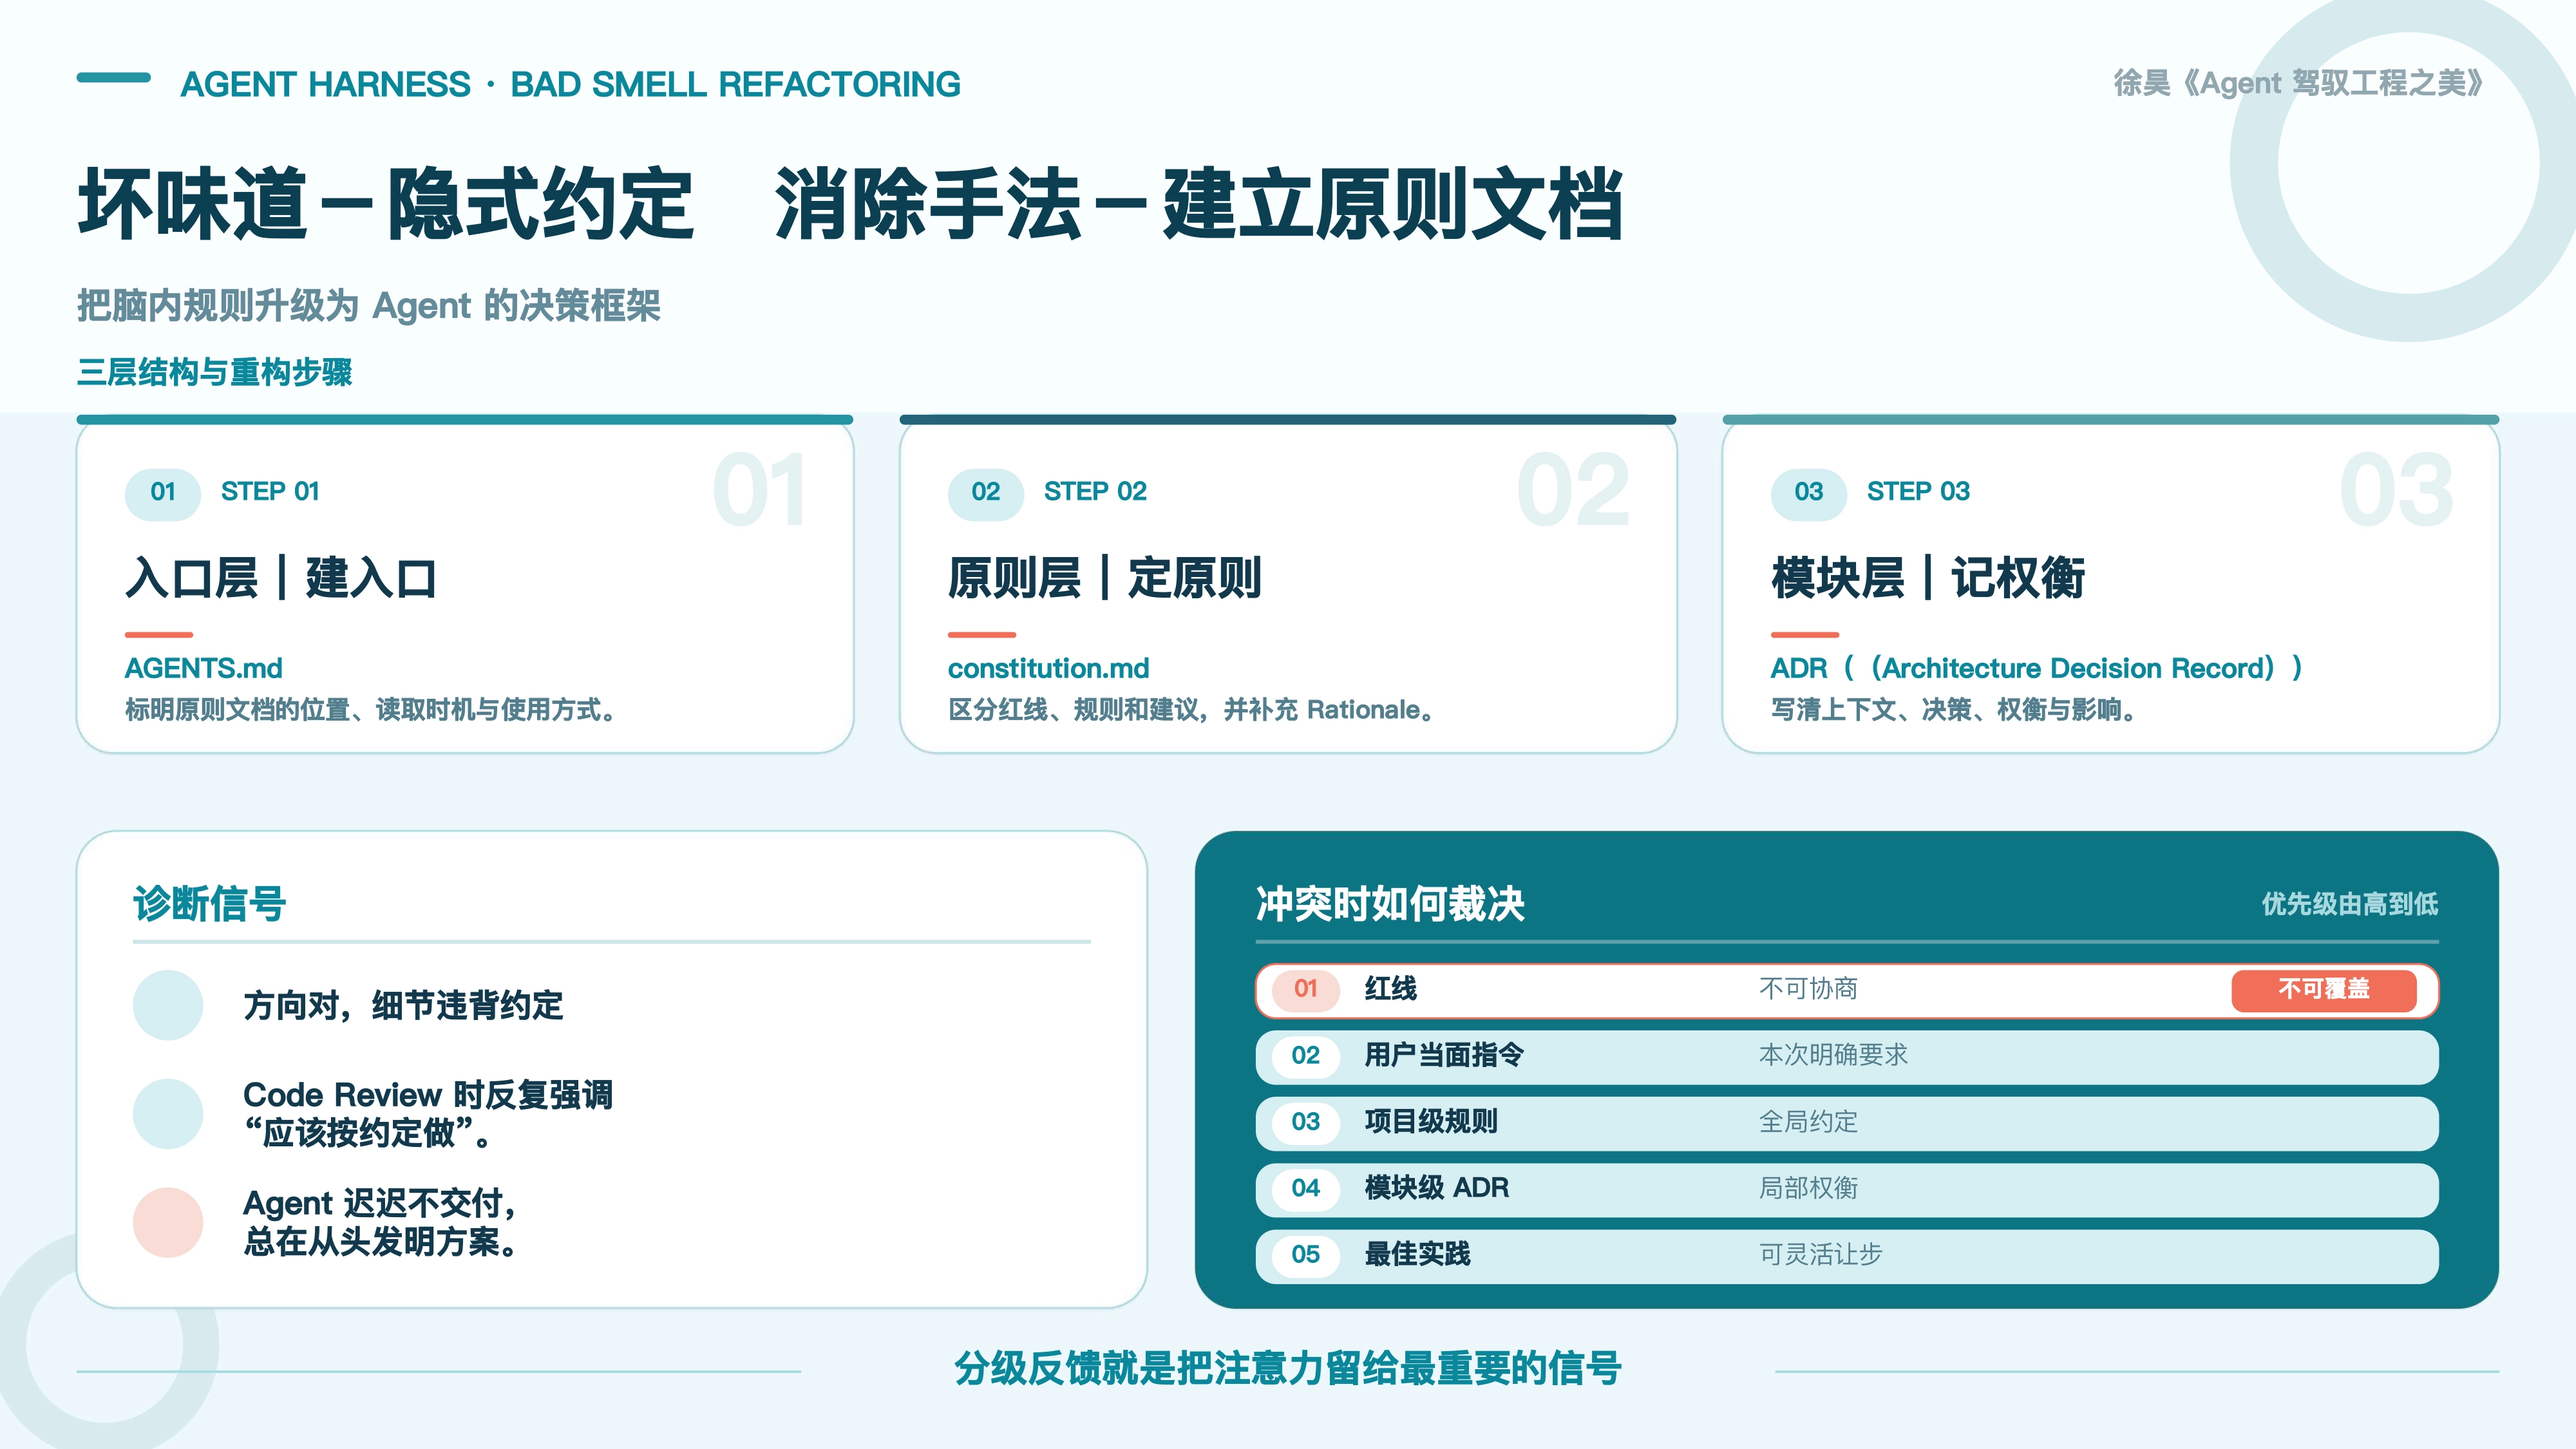 AGENT HARNESS · BAD SMELL REFACTORING
徐昊《Agent 驾驭工程之美》
坏味道－隐式约定　消除手法－建立原则文档
把脑内规则升级为 Agent 的决策框架
三层结构与重构步骤
01 STEP 01 01
入口层｜建入口
AGENTS.md
标明原则文档的位置、读取时机与使用方式。
02 STEP 02 02
原则层｜定原则
constitution.md
区分红线、规则和建议，并补充 Rationale。
03 STEP 03 03
模块层｜记权衡
ADR（（Architecture Decision Record））
写清上下文、决策、权衡与影响。
诊断信号
方向对，细节违背约定
Code Review 时反复强调
“应该按约定做”。
Agent 迟迟不交付，
总在从头发明方案。
冲突时如何裁决 优先级由高到低
01 红线 不可协商 不可覆盖
02 用户当面指令 本次明确要求
03 项目级规则 全局约定
04 模块级 ADR 局部权衡
05 最佳实践 可灵活让步
分级反馈就是把注意力留给最重要的信号